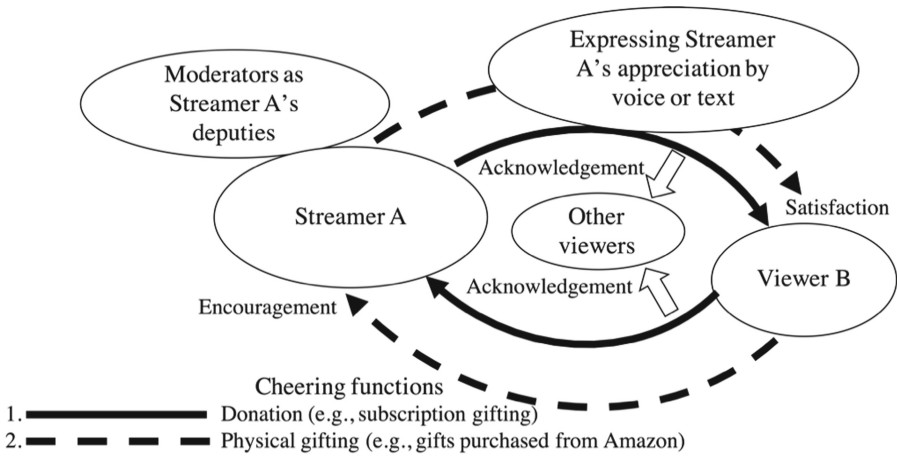 Expressing Streamer
A's appreciation by
voice or text
Moderators as
Streamer A's
deputies
Acknowledgement
Streamer A
Other
viewers
Satisfaction
Viewer B
Acknowledgement
Encouragement
Cheering functions
1. Donation (e.g., subscription gifting)
2. Physical gifting (e.g., gifts purchased from Amazon)